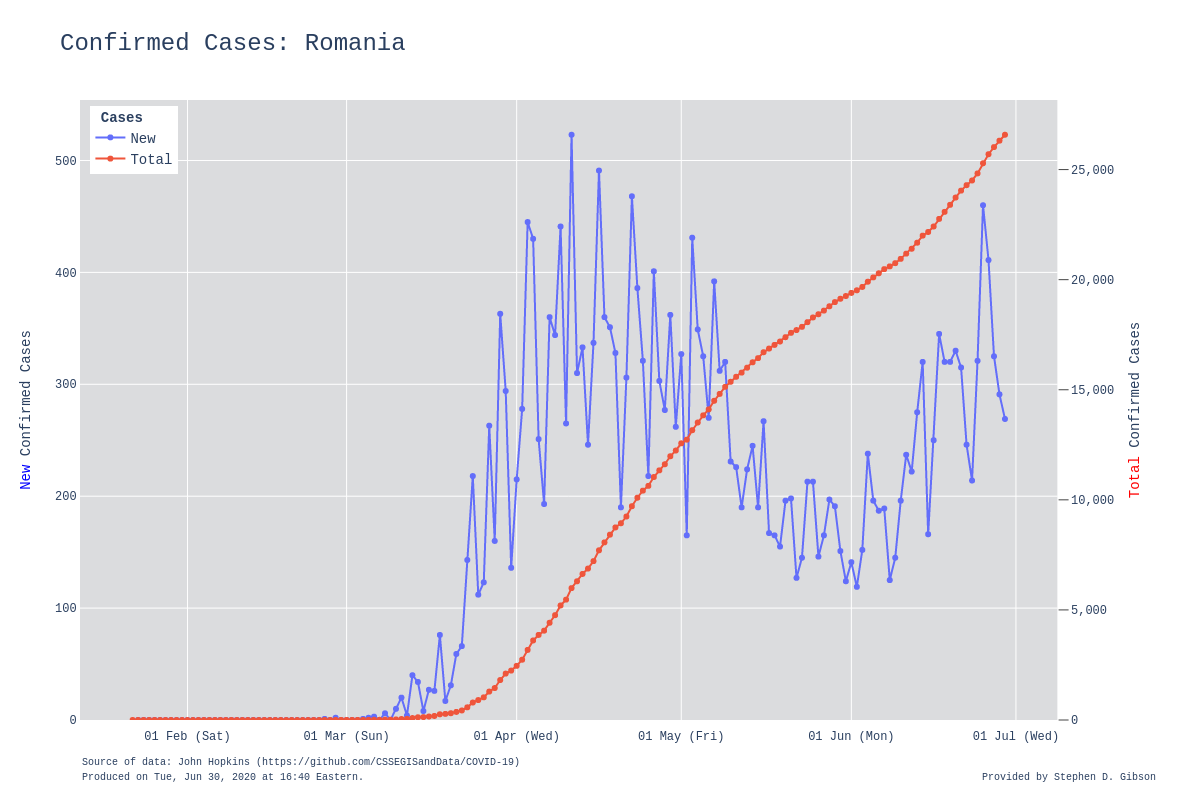 Confirmed Cases: Romania
Cases
New
Total
500
400
300
200
100
0
25,000
20,000
15,000
10,000
5,000
0
New Confirmed Cases
Total Confirmed Cases
01 Feb (Sat)
01 Mar (Sun)
01 Apr (Wed)
01 May (Fri)
01 Jun (Mon)
01 Jul (Wed)
Source of data: John Hopkins (https://github.com/CSSEGISandData/COVID-19)
Produced on Tue, Jun 30, 2020 at 16:40 Eastern.
Provided by Stephen D. Gibson